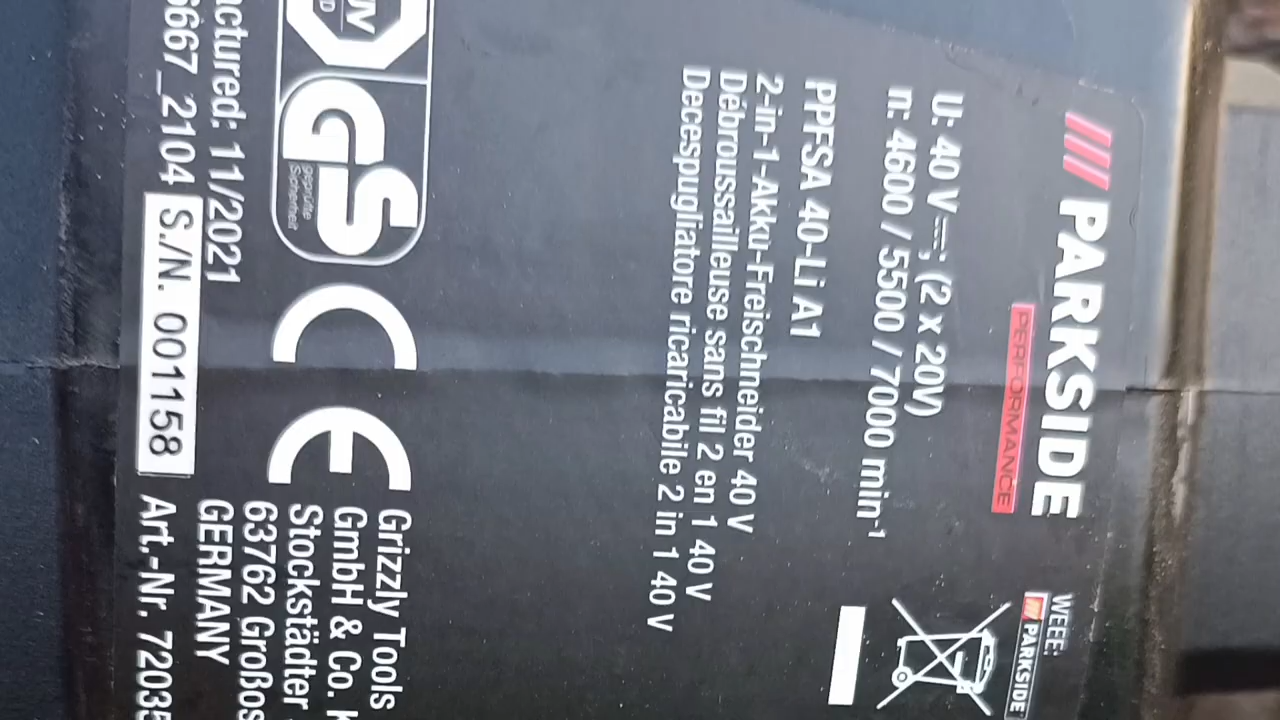 PARKSIDE
PERFORMANCE
WEEE:
PARKSIDE
U: 40 V ⎓; (2 x 20V)
n: 4600 / 5500 / 7000 min⁻¹
PPFSA 40-Li A1
2-in-1-Akku-Freischneider 40 V
Débroussailleuse sans fil 2 en 1 40 V
Decespugliatore ricaricabile 2 in 1 40 V
GS
geprüfte
Sicherheit
CE
Grizzly Tools
GmbH & Co.
Stockstädter
63762 Großos
GERMANY
actured: 11/2021
6667_2104 S./N. 001158 Art.-Nr. 7203